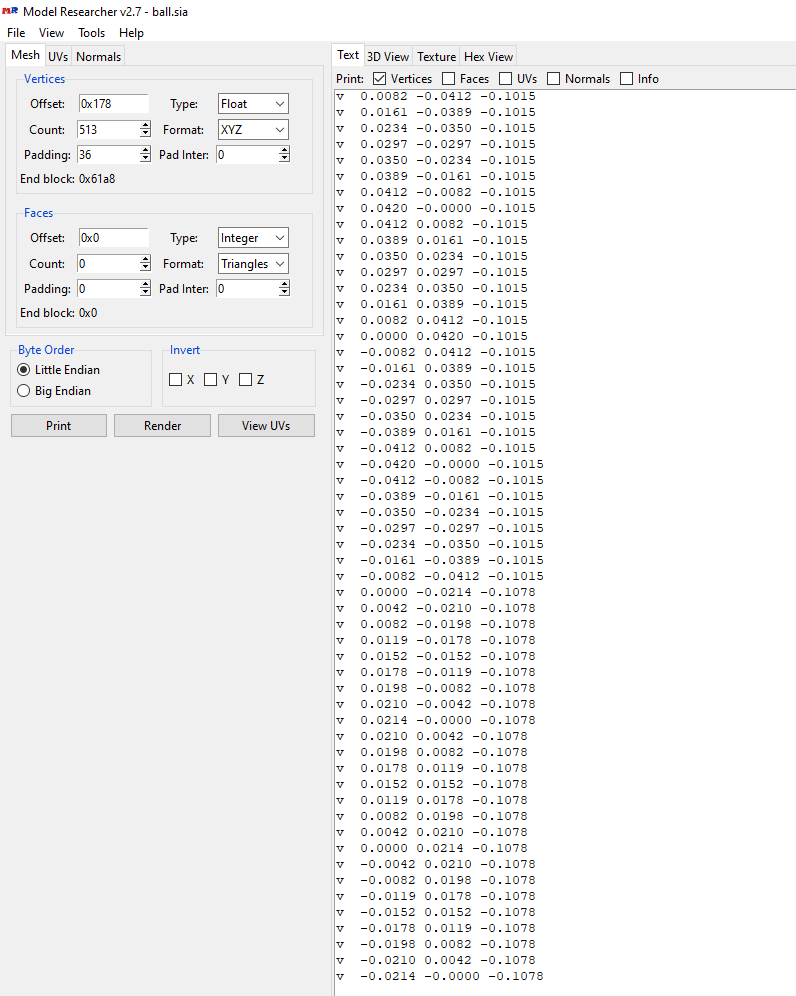 MR Model Researcher v2.7 - ball.sia
File View Tools Help
Mesh UVs Normals
Vertices
Offset: 0x178 Type: Float
Count: 513 Format: XYZ
Padding: 36 Pad Inter: 0
End block: 0x61a8
Faces
Offset: 0x0 Type: Integer
Count: 0 Format: Triangles
Padding: 0 Pad Inter: 0
End block: 0x0
Byte Order
Little Endian
Big Endian
Invert
X Y Z
Print Render View UVs
Text 3D View Texture Hex View
Print: Vertices Faces UVs Normals Info
v 0.0082 -0.0412 -0.1015
v 0.0161 -0.0389 -0.1015
v 0.0234 -0.0350 -0.1015
v 0.0297 -0.0297 -0.1015
v 0.0350 -0.0234 -0.1015
v 0.0389 -0.0161 -0.1015
v 0.0412 -0.0082 -0.1015
v 0.0420 -0.0000 -0.1015
v 0.0412 0.0082 -0.1015
v 0.0389 0.0161 -0.1015
v 0.0350 0.0234 -0.1015
v 0.0297 0.0297 -0.1015
v 0.0234 0.0350 -0.1015
v 0.0161 0.0389 -0.1015
v 0.0082 0.0412 -0.1015
v 0.0000 0.0420 -0.1015
v -0.0082 0.0412 -0.1015
v -0.0161 0.0389 -0.1015
v -0.0234 0.0350 -0.1015
v -0.0297 0.0297 -0.1015
v -0.0350 0.0234 -0.1015
v -0.0389 0.0161 -0.1015
v -0.0412 0.0082 -0.1015
v -0.0420 -0.0000 -0.1015
v -0.0412 -0.0082 -0.1015
v -0.0389 -0.0161 -0.1015
v -0.0350 -0.0234 -0.1015
v -0.0297 -0.0297 -0.1015
v -0.0234 -0.0350 -0.1015
v -0.0161 -0.0389 -0.1015
v -0.0082 -0.0412 -0.1015
v 0.0000 -0.0214 -0.1078
v 0.0042 -0.0210 -0.1078
v 0.0082 -0.0198 -0.1078
v 0.0119 -0.0178 -0.1078
v 0.0152 -0.0152 -0.1078
v 0.0178 -0.0119 -0.1078
v 0.0198 -0.0082 -0.1078
v 0.0210 -0.0042 -0.1078
v 0.0214 -0.0000 -0.1078
v 0.0210 0.0042 -0.1078
v 0.0198 0.0082 -0.1078
v 0.0178 0.0119 -0.1078
v 0.0152 0.0152 -0.1078
v 0.0119 0.0178 -0.1078
v 0.0082 0.0198 -0.1078
v 0.0042 0.0210 -0.1078
v 0.0000 0.0214 -0.1078
v -0.0042 0.0210 -0.1078
v -0.0082 0.0198 -0.1078
v -0.0119 0.0178 -0.1078
v -0.0152 0.0152 -0.1078
v -0.0178 0.0119 -0.1078
v -0.0198 0.0082 -0.1078
v -0.0210 0.0042 -0.1078
v -0.0214 -0.0000 -0.1078